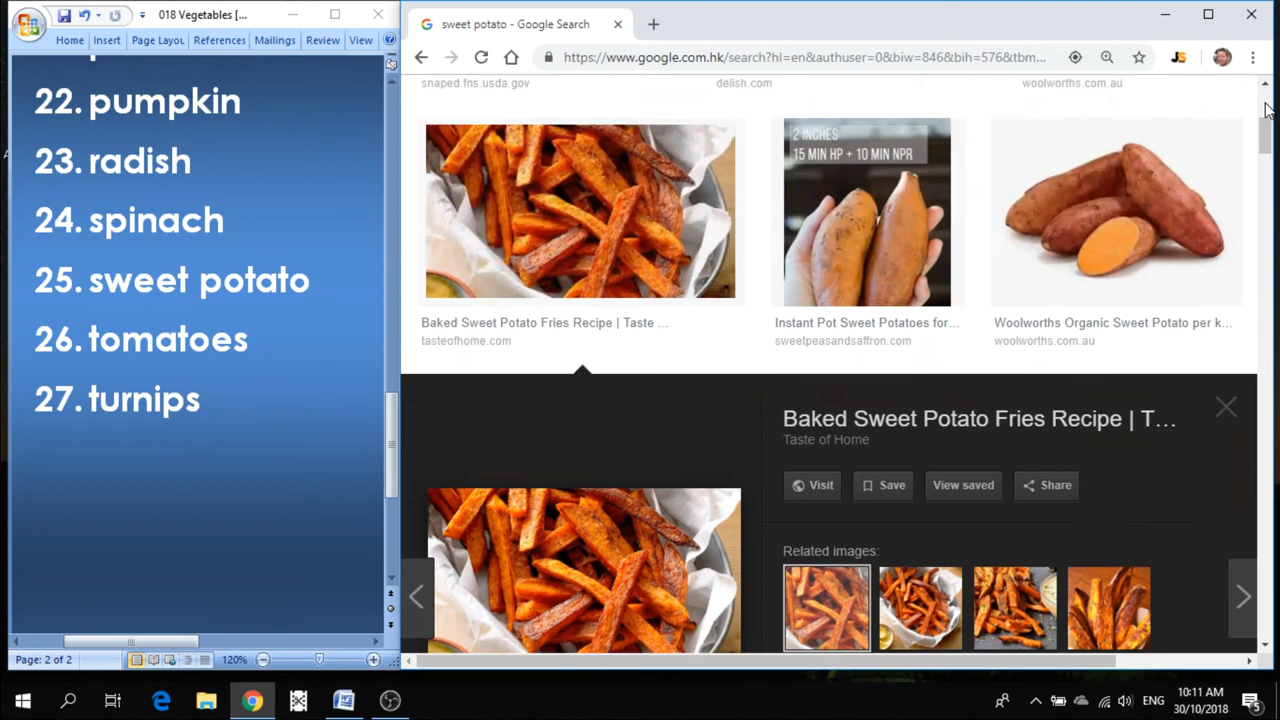 018 Vegetables [...
Home Insert Page Layou References Mailings Review View
22. pumpkin
23. radish
24. spinach
25. sweet potato
26. tomatoes
27. turnips
Page: 2 of 2 120%
sweet potato - Google Search
https://www.google.com.hk/search?hl=en&authuser=0&biw=846&bih=576&tbm...
snaped.fns.usda.gov delish.com woolworths.com.au
2 INCHES
15 MIN HP + 10 MIN NPR
Baked Sweet Potato Fries Recipe | Taste ... Instant Pot Sweet Potatoes for... Woolworths Organic Sweet Potato per k...
tasteofhome.com sweetpeasandsaffron.com woolworths.com.au
Baked Sweet Potato Fries Recipe | T...
Taste of Home
Visit Save View saved Share
Related images:
JS
ENG
10:11 AM
30/10/2018
5